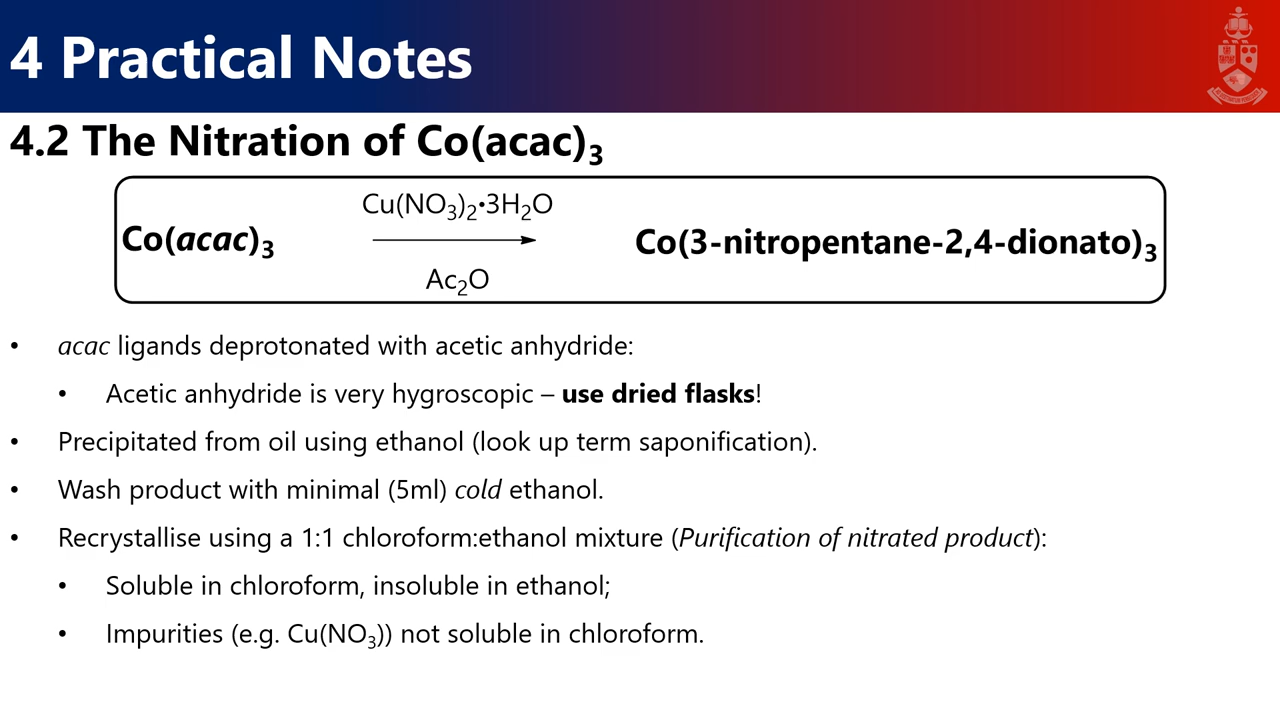 4 Practical Notes
4.2 The Nitration of Co(acac)₃
Cu(NO₃)₂•3H₂O
Co(acac)₃
Co(3-nitropentane-2,4-dionato)₃
Ac₂O
• acac ligands deprotonated with acetic anhydride:
• Acetic anhydride is very hygroscopic – use dried flasks!
• Precipitated from oil using ethanol (look up term saponification).
• Wash product with minimal (5ml) cold ethanol.
• Recrystallise using a 1:1 chloroform:ethanol mixture (Purification of nitrated product):
• Soluble in chloroform, insoluble in ethanol;
• Impurities (e.g. Cu(NO₃)) not soluble in chloroform.